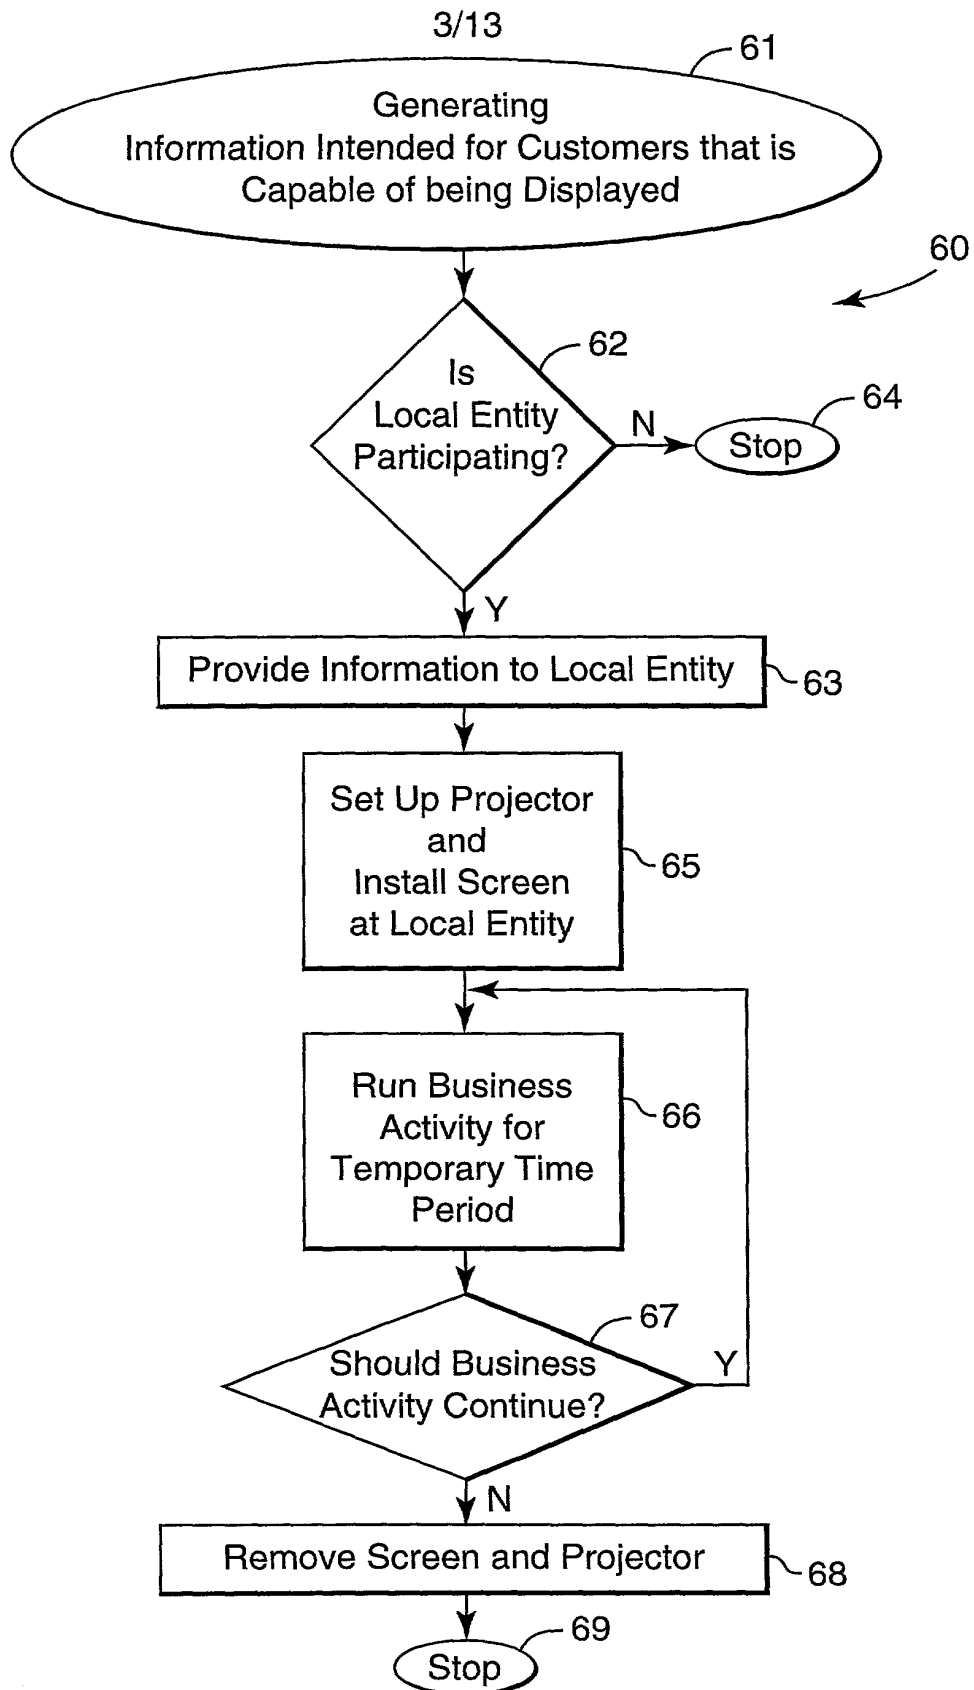 3/13
61
Generating
Information Intended for Customers that is
Capable of being Displayed
60
62
Is
Local Entity
Participating?
N
64
Stop
Y
Provide Information to Local Entity
63
Set Up Projector
and
Install Screen
at Local Entity
65
Run Business
Activity for
Temporary Time
Period
66
67
Should Business
Activity Continue?
Y
N
Remove Screen and Projector
68
69
Stop